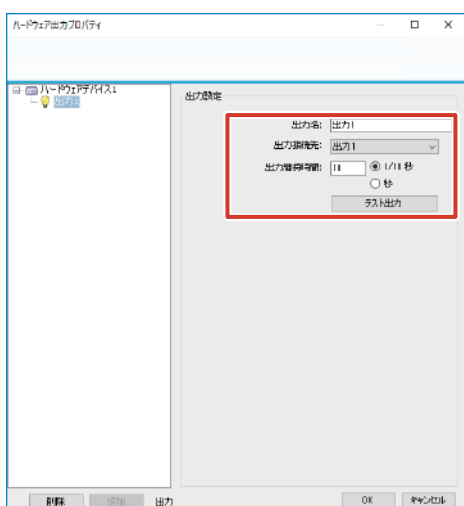 ハードウェア出力プロパティ
ハードウェアデバイス1
出力1
出力設定
出力名: 出力1
出力接続先: 出力1
出力継続時間: 10 1/10 秒
秒
テスト出力
削除 追加 出力 OK キャンセル